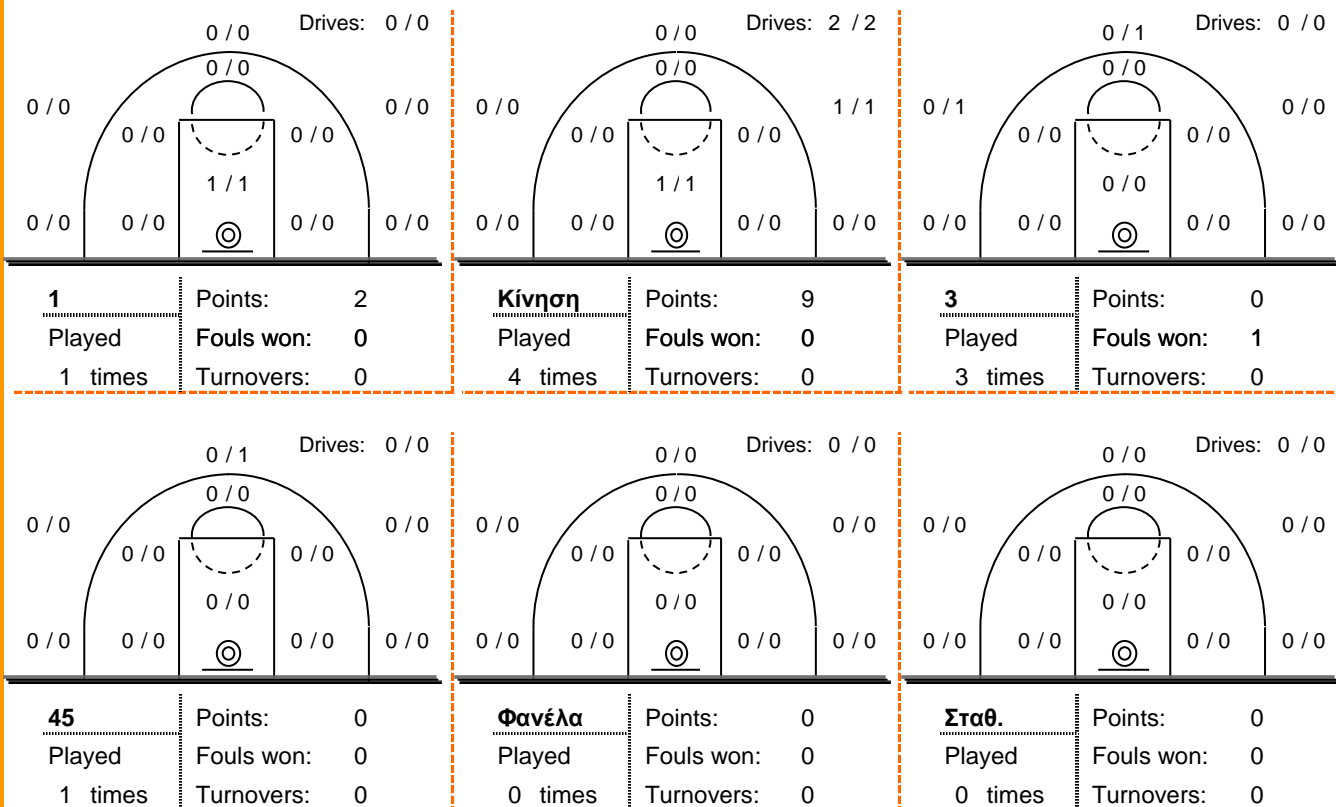 0 / 0 Drives: 0 / 0
0 / 0
0 / 0 0 / 0
0 / 0 0 / 0
1 / 1
0 / 0 0 / 0 0 / 0 0 / 0
1 Points: 2
Played Fouls won: 0
1 times Turnovers: 0
0 / 0 Drives: 2 / 2
0 / 0
0 / 0 1 / 1
0 / 0 0 / 0
1 / 1
0 / 0 0 / 0 0 / 0 0 / 0
Κίνηση Points: 9
Played Fouls won: 0
4 times Turnovers: 0
0 / 1 Drives: 0 / 0
0 / 0
0 / 1 0 / 0
0 / 0 0 / 0
0 / 0
0 / 0 0 / 0 0 / 0 0 / 0
3 Points: 0
Played Fouls won: 1
3 times Turnovers: 0
0 / 1 Drives: 0 / 0
0 / 0
0 / 0 0 / 0
0 / 0 0 / 0
0 / 0
0 / 0 0 / 0 0 / 0 0 / 0
45 Points: 0
Played Fouls won: 0
1 times Turnovers: 0
0 / 0 Drives: 0 / 0
0 / 0
0 / 0 0 / 0
0 / 0 0 / 0
0 / 0
0 / 0 0 / 0 0 / 0 0 / 0
Φανέλα Points: 0
Played Fouls won: 0
0 times Turnovers: 0
0 / 0 Drives: 0 / 0
0 / 0
0 / 0 0 / 0
0 / 0 0 / 0
0 / 0
0 / 0 0 / 0 0 / 0 0 / 0
Σταθ. Points: 0
Played Fouls won: 0
0 times Turnovers: 0